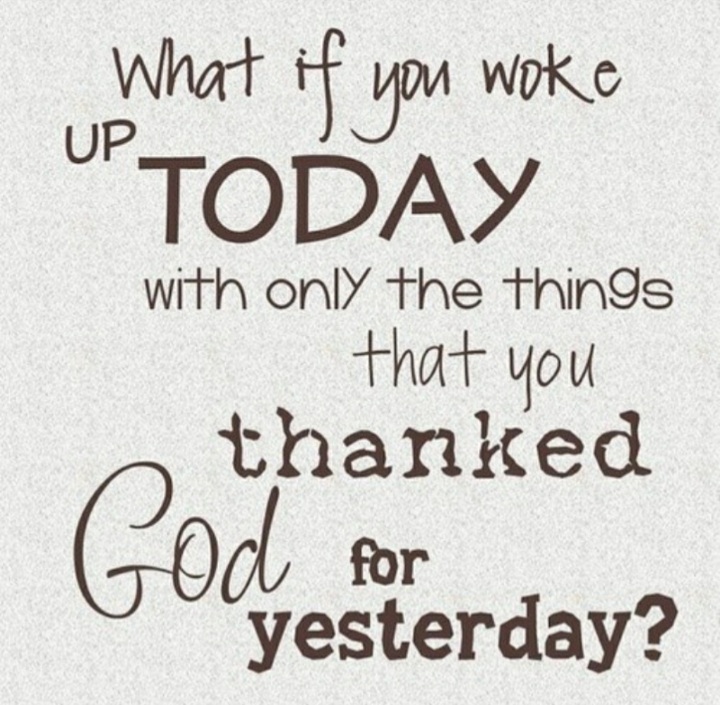 What if you woke
UP
TODAY
with only the things
that you
thanked
God for
yesterday?